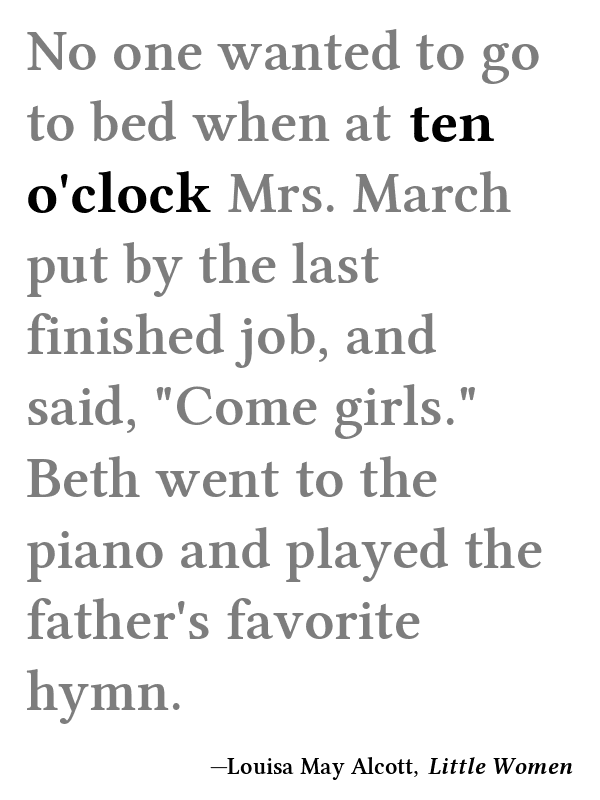 No one wanted to go
to bed when at ten
o'clock Mrs. March
put by the last
finished job, and
said, "Come girls."
Beth went to the
piano and played the
father's favorite
hymn.
—Louisa May Alcott, Little Women